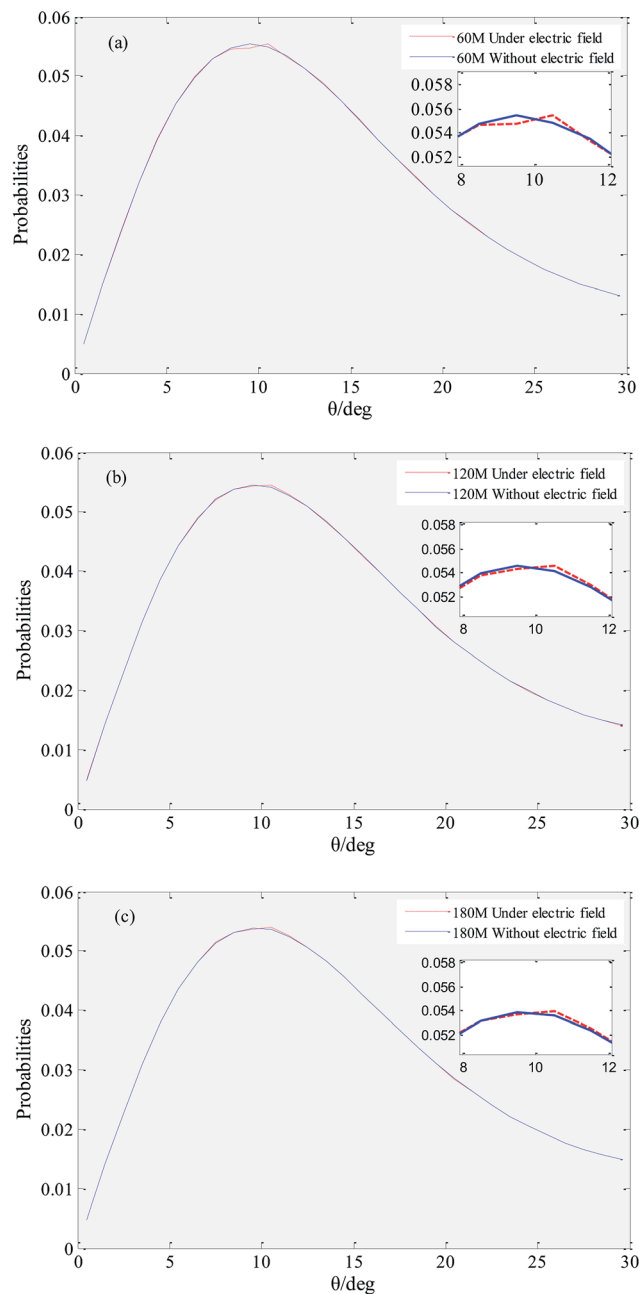 (a)
60M Under electric field
60M Without electric field
0.06
0.05
0.04
0.03
0.02
0.01
0
Probabilities
0.058
0.056
0.054
0.052
8 10 12
0 5 10 15 20 25 30
θ/deg
(b)
120M Under electric field
120M Without electric field
0.06
0.05
0.04
0.03
0.02
0.01
0
Probabilities
0.058
0.056
0.054
0.052
8 10 12
0 5 10 15 20 25 30
θ/deg
(c)
180M Under electric field
180M Without electric field
0.06
0.05
0.04
0.03
0.02
0.01
0
Probabilities
0.058
0.056
0.054
0.052
8 10 12
0 5 10 15 20 25 30
θ/deg